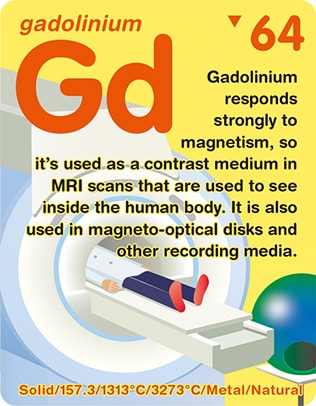 gadolinium
▼64
Gd
Gadolinium
responds
strongly to
magnetism, so
it's used as a contrast medium in
MRI scans that are used to see
inside the human body. It is also
used in magneto-optical disks and
other recording media.
Solid/157.3/1313°C/3273°C/Metal/Natural